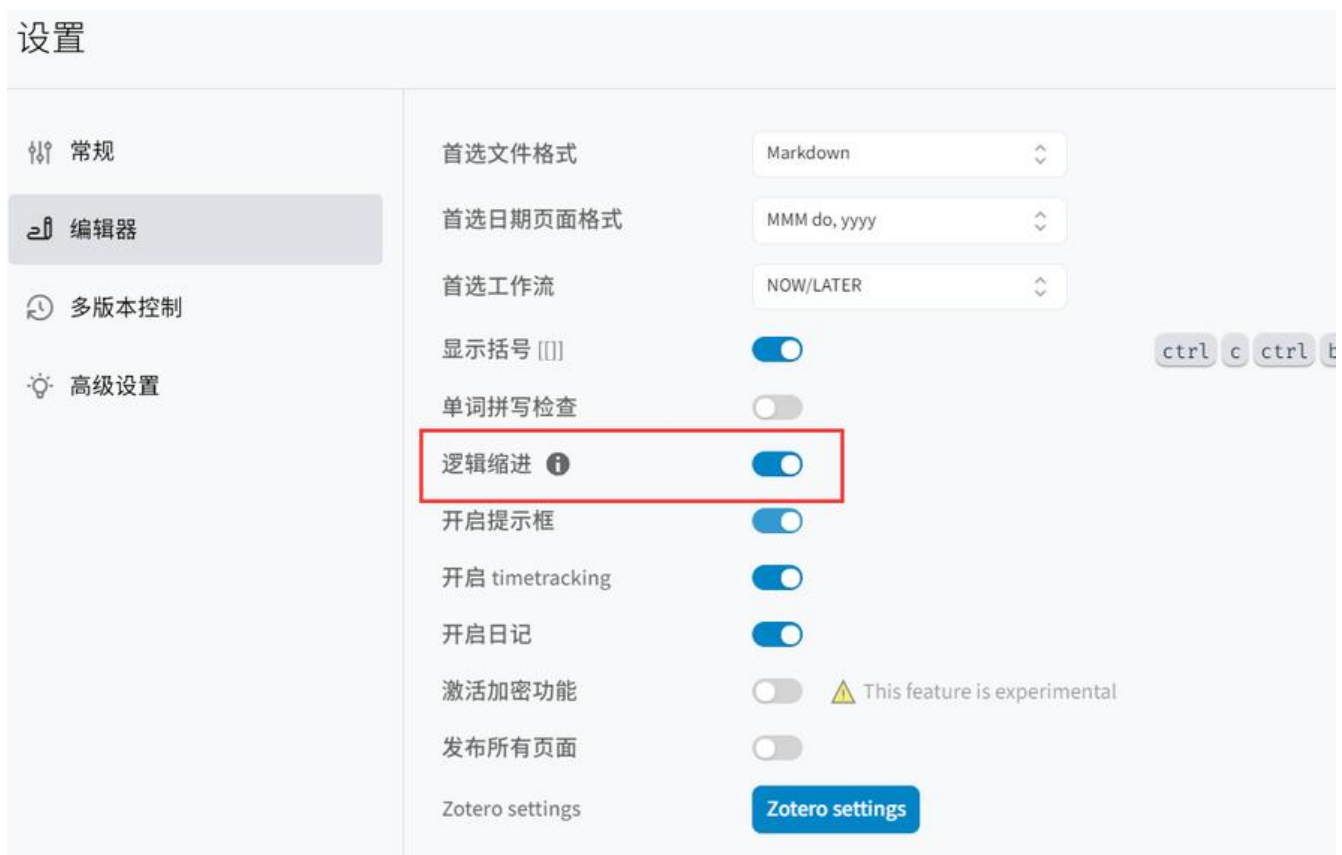 设置
常规
编辑器
多版本控制
高级设置
首选文件格式 Markdown
首选日期页面格式 MMM do, yyyy
首选工作流 NOW/LATER
显示括号 [[]] ctrl c ctrl b
单词拼写检查
逻辑缩进
开启提示框
开启 timetracking
开启日记
激活加密功能 This feature is experimental
发布所有页面
Zotero settings Zotero settings